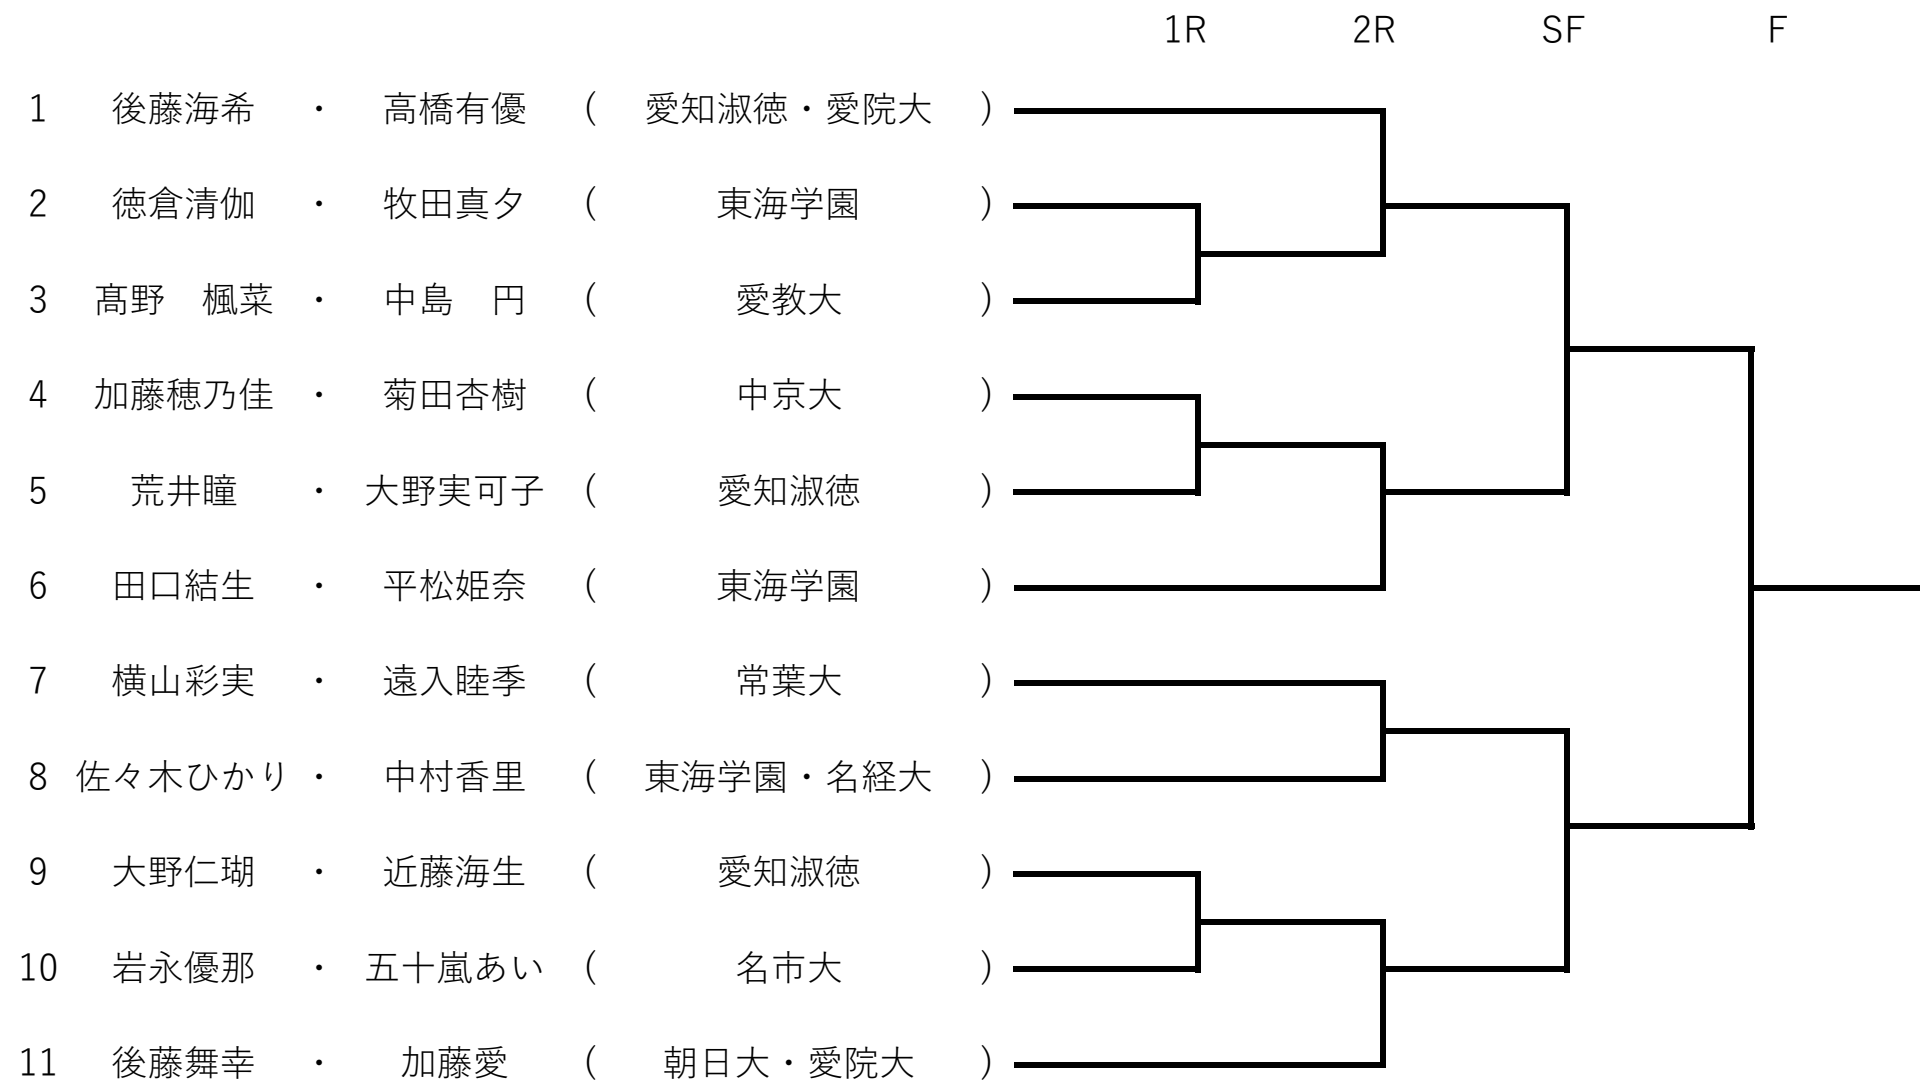 1R 2R SF F
1 後藤海希 ・ 高橋有優 ( 愛知淑徳・愛院大 )
2 徳倉清伽 ・ 牧田真夕 ( 東海学園 )
3 髙野　楓菜 ・ 中島　円 ( 愛教大 )
4 加藤穂乃佳 ・ 菊田杏樹 ( 中京大 )
5 荒井瞳 ・ 大野実可子 ( 愛知淑徳 )
6 田口結生 ・ 平松姫奈 ( 東海学園 )
7 横山彩実 ・ 遠入睦季 ( 常葉大 )
8 佐々木ひかり ・ 中村香里 ( 東海学園・名経大 )
9 大野仁瑚 ・ 近藤海生 ( 愛知淑徳 )
10 岩永優那 ・ 五十嵐あい ( 名市大 )
11 後藤舞幸 ・ 加藤愛 ( 朝日大・愛院大 )